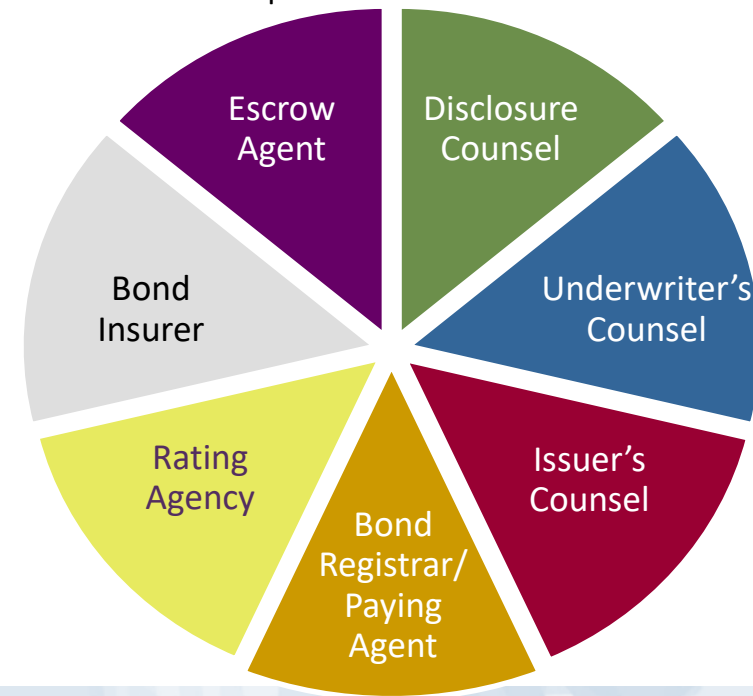 Escrow
Agent
Disclosure
Counsel
Underwriter’s
Counsel
Issuer’s
Counsel
Bond
Registrar/
Paying
Agent
Rating
Agency
Bond
Insurer